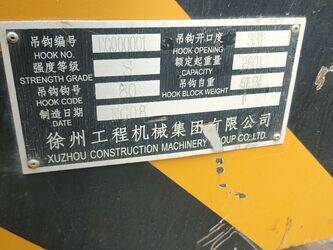 吊钩编号 吊钩开口度
HOOK NO. HOOK OPENING
强度等级 额定起重量
STRENGTH GRADE CAPACITY
吊钩钩号 80 吊钩自重
HOOK CODE HOOK BLOCK WEIGHT
制造日期
DATE
徐州工程机械集团有限公司
XUZHOU CONSTRUCTION MACHINERY GROUP CO.,LTD.